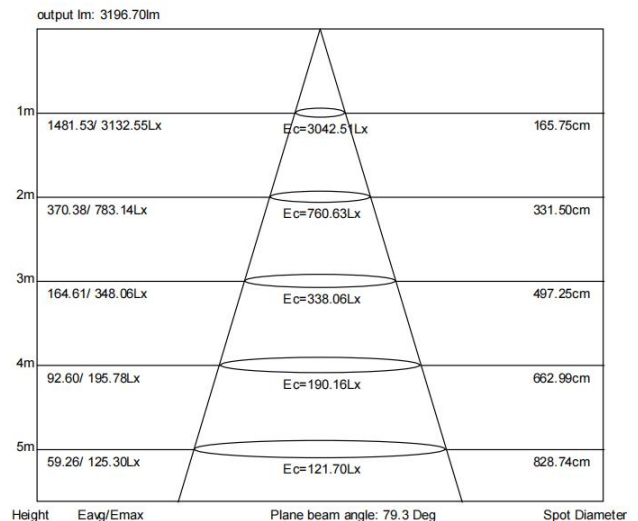 output lm: 3196.70lm
1m
1481.53/ 3132.55Lx
Ec=3042.51Lx
165.75cm
2m
370.38/ 783.14Lx
Ec=760.63Lx
331.50cm
3m
164.61/ 348.06Lx
Ec=338.06Lx
497.25cm
4m
92.60/ 195.78Lx
Ec=190.16Lx
662.99cm
5m
59.26/ 125.30Lx
Ec=121.70Lx
828.74cm
Height Eavg/Emax Plane beam angle: 79.3 Deg Spot Diameter